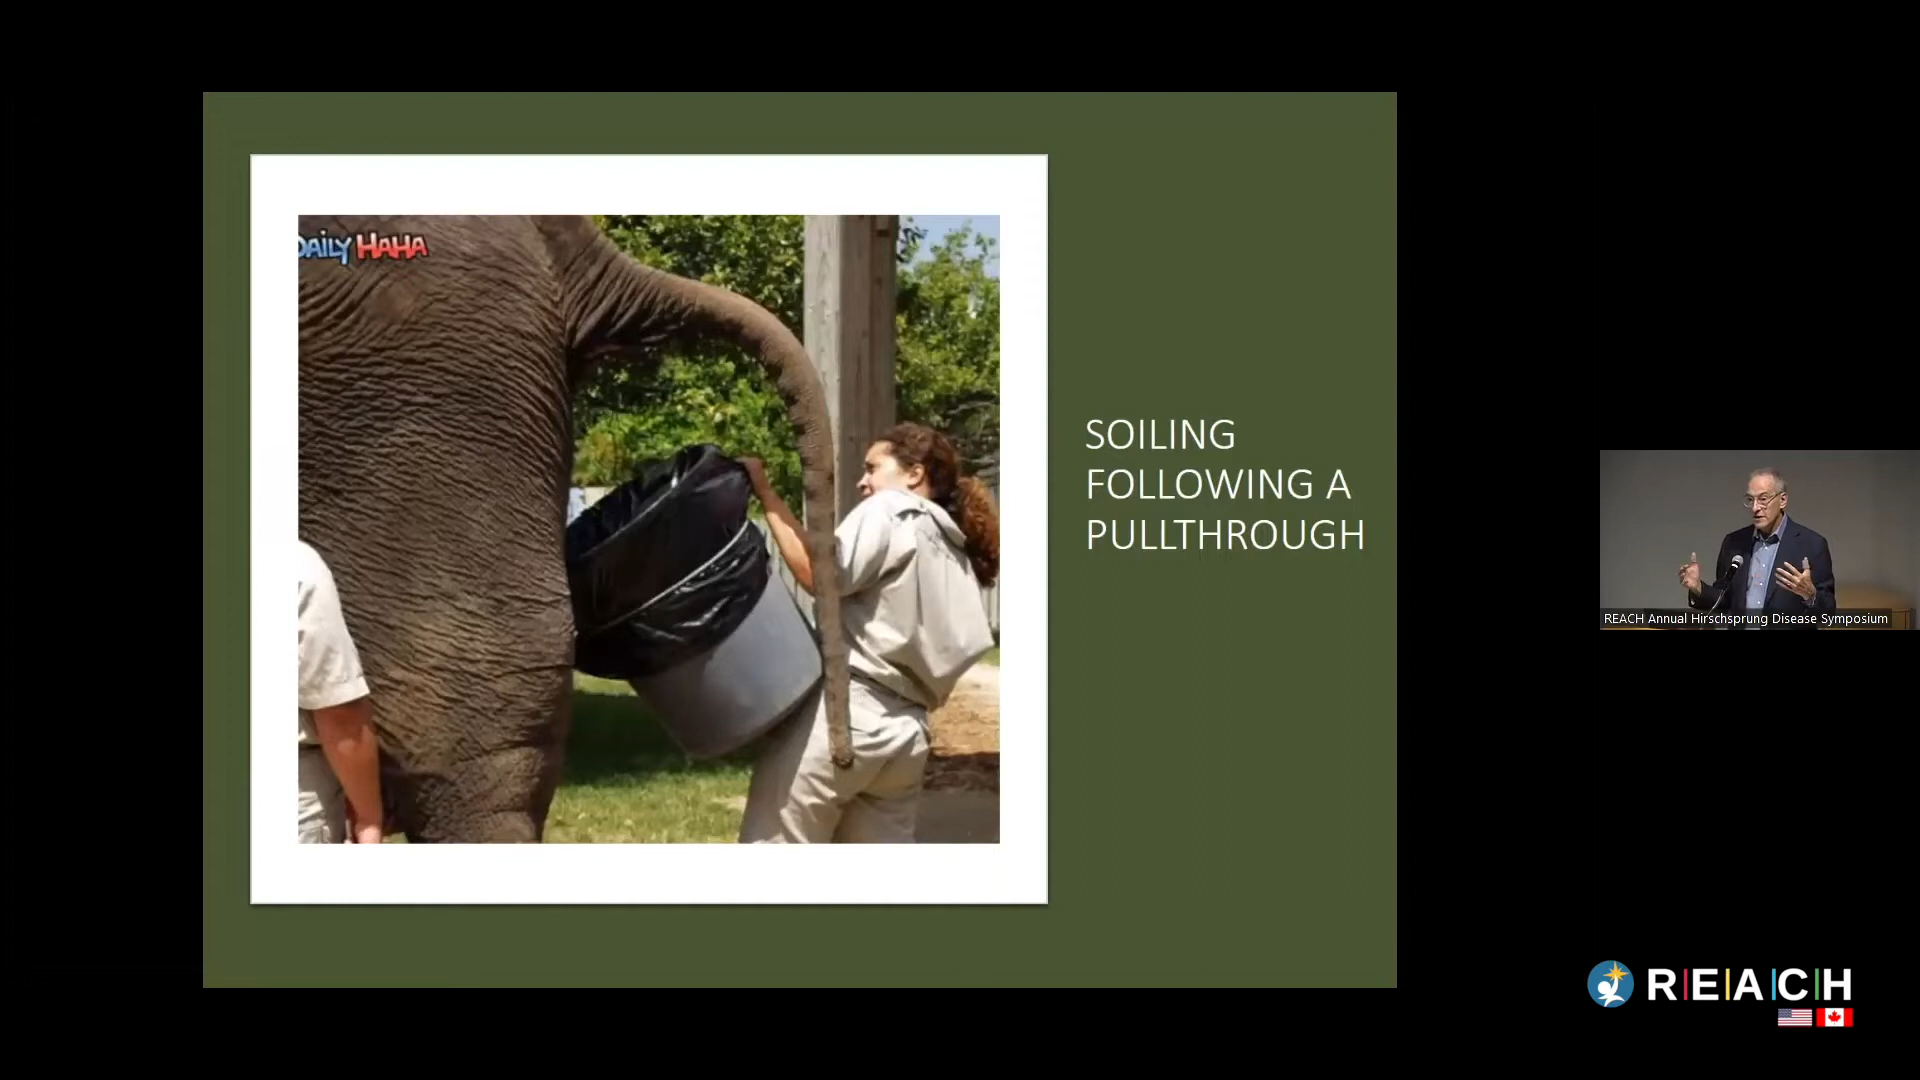 DAILY HAHA
SOILING
FOLLOWING A
PULLTHROUGH
REACH Annual Hirschsprung Disease Symposium
REACH